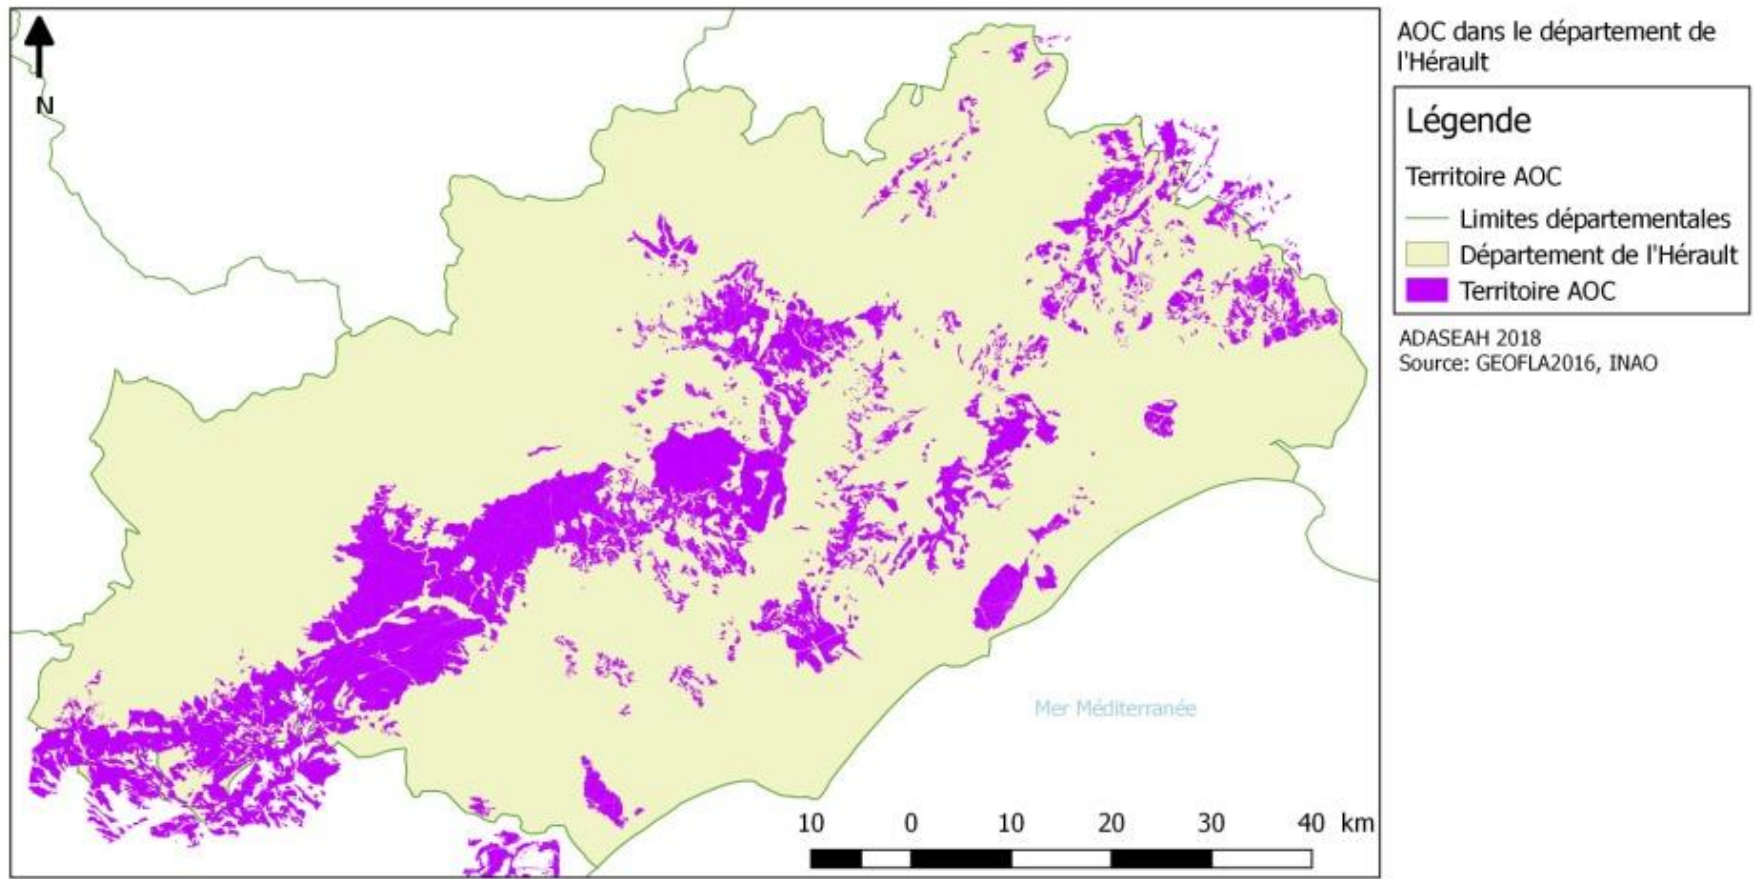 N
AOC dans le département de
l'Hérault
Légende
Territoire AOC
Limites départementales
Département de l'Hérault
Territoire AOC
ADASEAH 2018
Source: GEOFLA2016, INAO
Mer Méditerranée
10 0 10 20 30 40 km